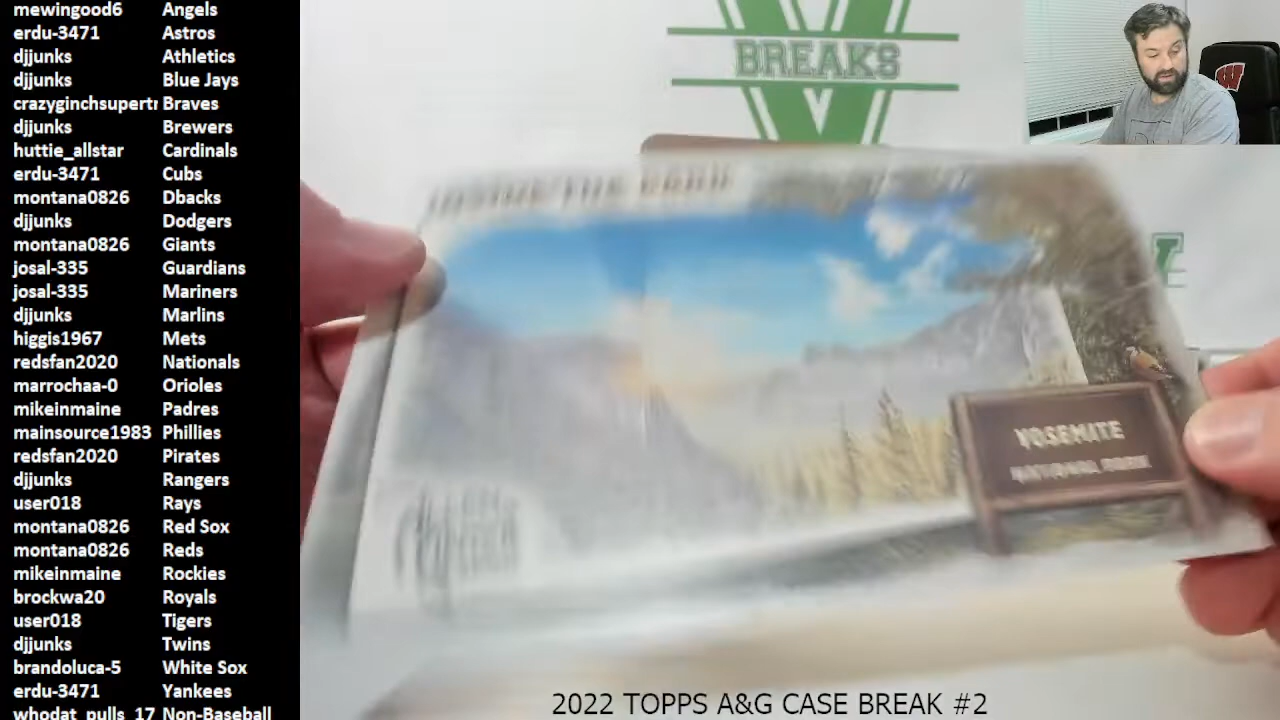 mewingood6 Angels
erdu-3471 Astros
djjunks Athletics
djjunks Blue Jays
crazyginchsupertr Braves
djjunks Brewers
huttie_allstar Cardinals
erdu-3471 Cubs
montana0826 Dbacks
djjunks Dodgers
montana0826 Giants
josal-335 Guardians
josal-335 Mariners
djjunks Marlins
higgis1967 Mets
redsfan2020 Nationals
marrochaa-0 Orioles
mikeinmaine Padres
mainsource1983 Phillies
redsfan2020 Pirates
djjunks Rangers
user018 Rays
montana0826 Red Sox
montana0826 Reds
mikeinmaine Rockies
brockwa20 Royals
user018 Tigers
djjunks Twins
brandoluca-5 White Sox
erdu-3471 Yankees
whodat_pulls_17 Non-Baseball
V
BREAKS
INSIDE THE PARK
YOSEMITE
NATIONAL PARK
W
2022 TOPPS A&G CASE BREAK #2